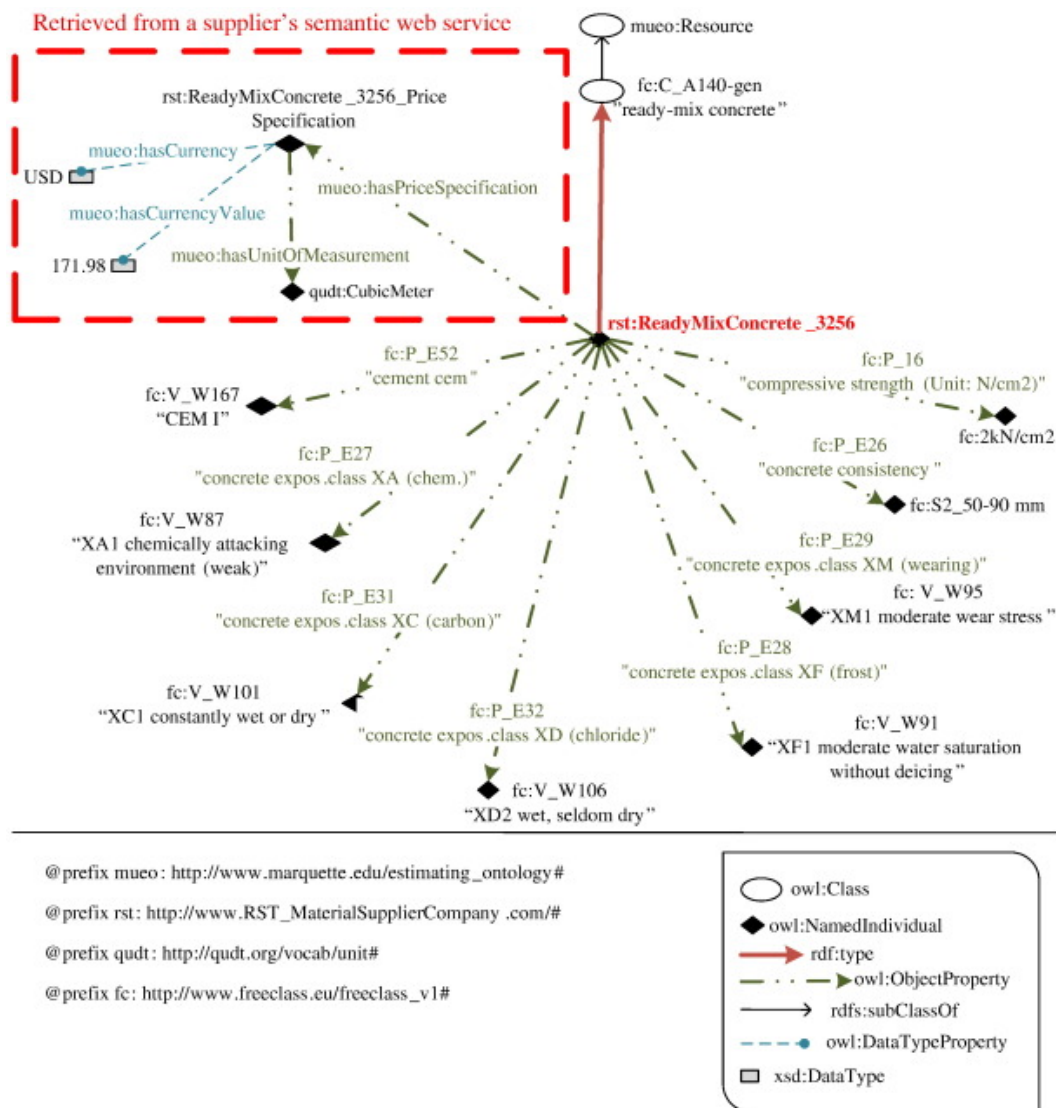 Retrieved from a supplier's semantic web service
mueo:Resource
fc:C_A140-gen
"ready-mix concrete"
rst:ReadyMixConcrete _3256_Price
Specification
mueo:hasCurrency
USD
mueo:hasPriceSpecification
mueo:hasCurrencyValue
mueo:hasUnitOfMeasurement
171.98
qudt:CubicMeter
rst:ReadyMixConcrete _3256
fc:P_E52
"cement cem"
fc:P_16
"compressive strength (Unit: N/cm2)"
fc:V_W167
"CEM I"
fc:2kN/cm2
fc:P_E27
"concrete expos.class XA (chem.)"
fc:P_E26
"concrete consistency "
fc:S2_50-90 mm
fc:V_W87
"XA1 chemically attacking
environment (weak)"
fc:P_E29
"concrete expos.class XM (wearing)"
fc: V_W95
"XM1 moderate wear stress "
fc:P_E31
"concrete expos.class XC (carbon)"
fc:P_E28
"concrete expos.class XF (frost)"
fc:V_W101
"XC1 constantly wet or dry "
fc:P_E32
"concrete expos.class XD (chloride)"
fc:V_W91
"XF1 moderate water saturation
without deicing"
fc:V_W106
"XD2 wet, seldom dry"
@prefix mueo: http://www.marquette.edu/estimating_ontology#
@prefix rst: http://www.RST_MaterialSupplierCompany .com/#
@prefix qudt: http://qudt.org/vocab/unit#
@prefix fc: http://www.freeclass.eu/freeclass_v1#
owl:Class
owl:NamedIndividual
rdf:type
owl:ObjectProperty
rdfs:subClassOf
owl:DataTypeProperty
xsd:DataType